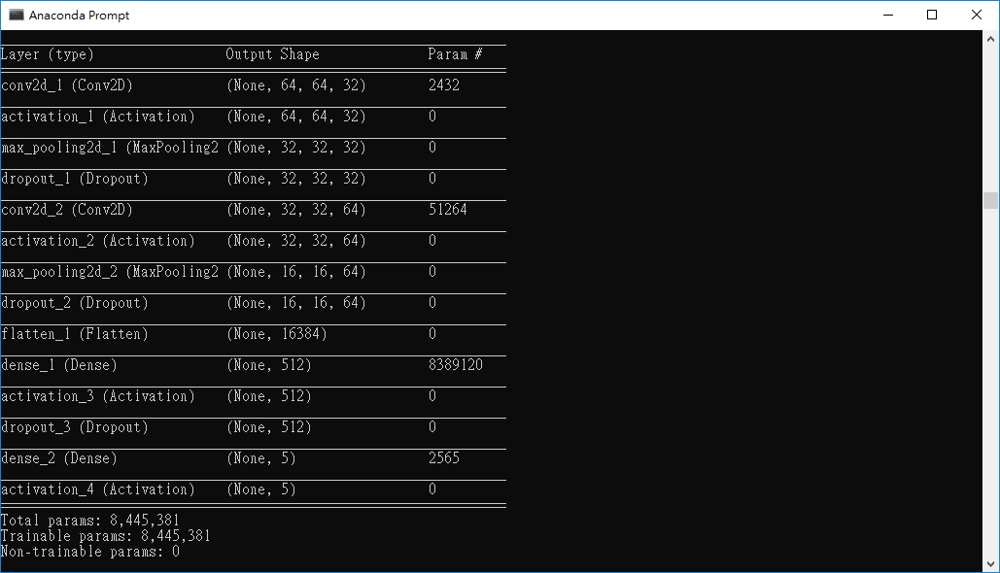 Anaconda Prompt
Layer (type) Output Shape Param #
conv2d_1 (Conv2D) (None, 64, 64, 32) 2432
activation_1 (Activation) (None, 64, 64, 32) 0
max_pooling2d_1 (MaxPooling2 (None, 32, 32, 32) 0
dropout_1 (Dropout) (None, 32, 32, 32) 0
conv2d_2 (Conv2D) (None, 32, 32, 64) 51264
activation_2 (Activation) (None, 32, 32, 64) 0
max_pooling2d_2 (MaxPooling2 (None, 16, 16, 64) 0
dropout_2 (Dropout) (None, 16, 16, 64) 0
flatten_1 (Flatten) (None, 16384) 0
dense_1 (Dense) (None, 512) 8389120
activation_3 (Activation) (None, 512) 0
dropout_3 (Dropout) (None, 512) 0
dense_2 (Dense) (None, 5) 2565
activation_4 (Activation) (None, 5) 0
Total params: 8,445,381
Trainable params: 8,445,381
Non-trainable params: 0